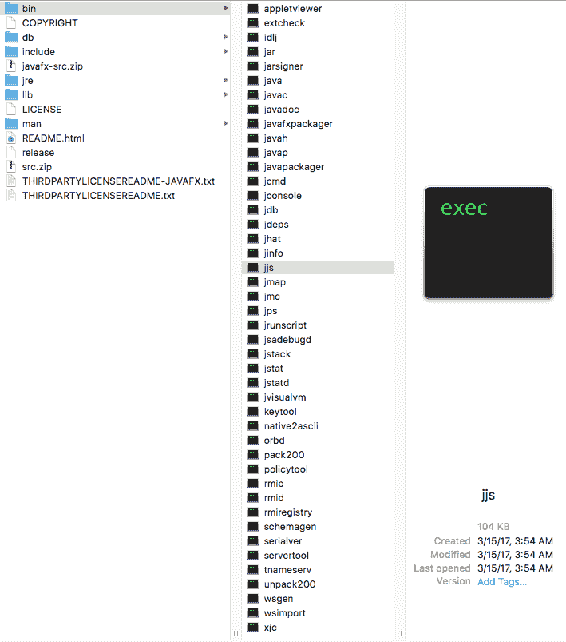 bin
COPYRIGHT
db
include
javafx-src.zip
jre
lib
LICENSE
man
README.html
release
src.zip
THIRDPARTYLICENSEREADME-JAVAFX.txt
THIRDPARTYLICENSEREADME.txt
appletviewer
extcheck
idlj
jar
jarsigner
java
javac
javadoc
javafxpackager
javah
javap
javapackager
jcmd
jconsole
jdb
jdeps
jhat
jinfo
jjs
jmap
jmc
jps
jrunscript
jsadebugd
jstack
jstat
jstatd
jvisualvm
keytool
native2ascii
orbd
pack200
policytool
rmic
rmid
rmiregistry
schemagen
serialver
servertool
tnameserv
unpack200
wsgen
wsimport
xjc
exec
jjs
104 KB
Created 3/15/17, 3:54 AM
Modified 3/15/17, 3:54 AM
Last opened 3/15/17, 3:54 AM
Version Add Tags...